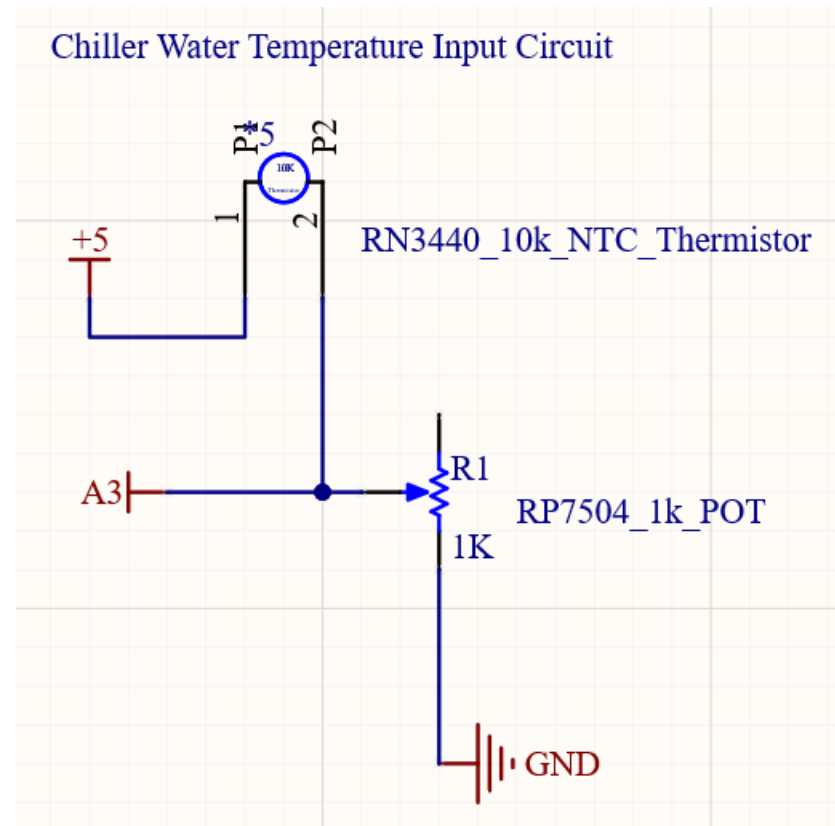 Chiller Water Temperature Input Circuit
P1
*5
P2
10K
Thermistor
1
2
+5
RN3440_10k_NTC_Thermistor
A3
R1
RP7504_1k_POT
1K
GND